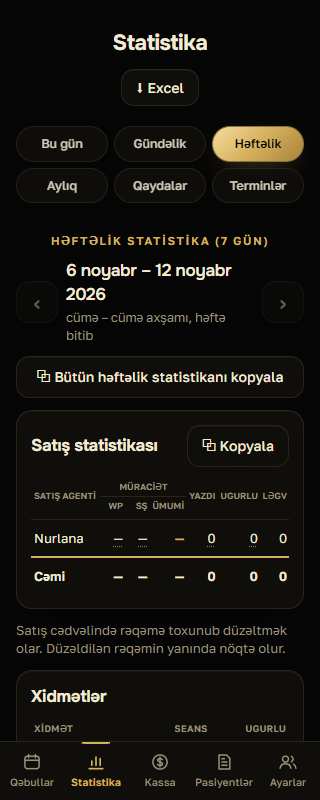 Statistika
⬇ Excel
Bu gün Gündəlik Həftəlik
Aylıq Qaydalar Terminlər
HƏFTƏLİK STATİSTİKA (7 GÜN)
‹ 6 noyabr – 12 noyabr ›
2026
cümə – cümə axşamı, həftə
bitib
Bütün həftəlik statistikanı kopyala
Satış statistikası Kopyala
MÜRACİƏT
SATIŞ AGENTİ YAZDI UGURLU LƏGV
WP SŞ ÜMUMİ
Nurlana — — — 0 0 0
Cəmi — — — 0 0 0
Satış cədvəlində rəqəmə toxunub düzəltmək
olar. Düzəldilən rəqəmin yanında nöqtə olur.
Xidmətlər
XİDMƏT SEANS UGURLU
Qəbullar Statistika Kassa Pasiyentlər Ayarlar